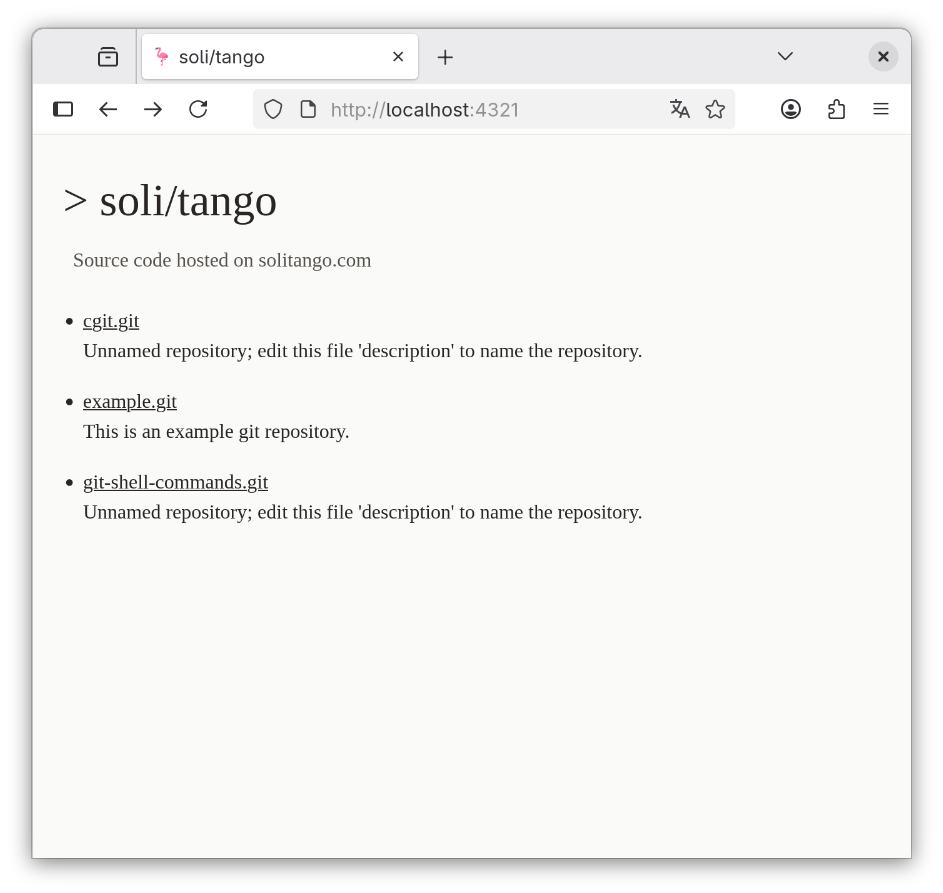 soli/tango
http://localhost:4321
> soli/tango
Source code hosted on solitango.com
cgit.git
Unnamed repository; edit this file 'description' to name the repository.
example.git
This is an example git repository.
git-shell-commands.git
Unnamed repository; edit this file 'description' to name the repository.